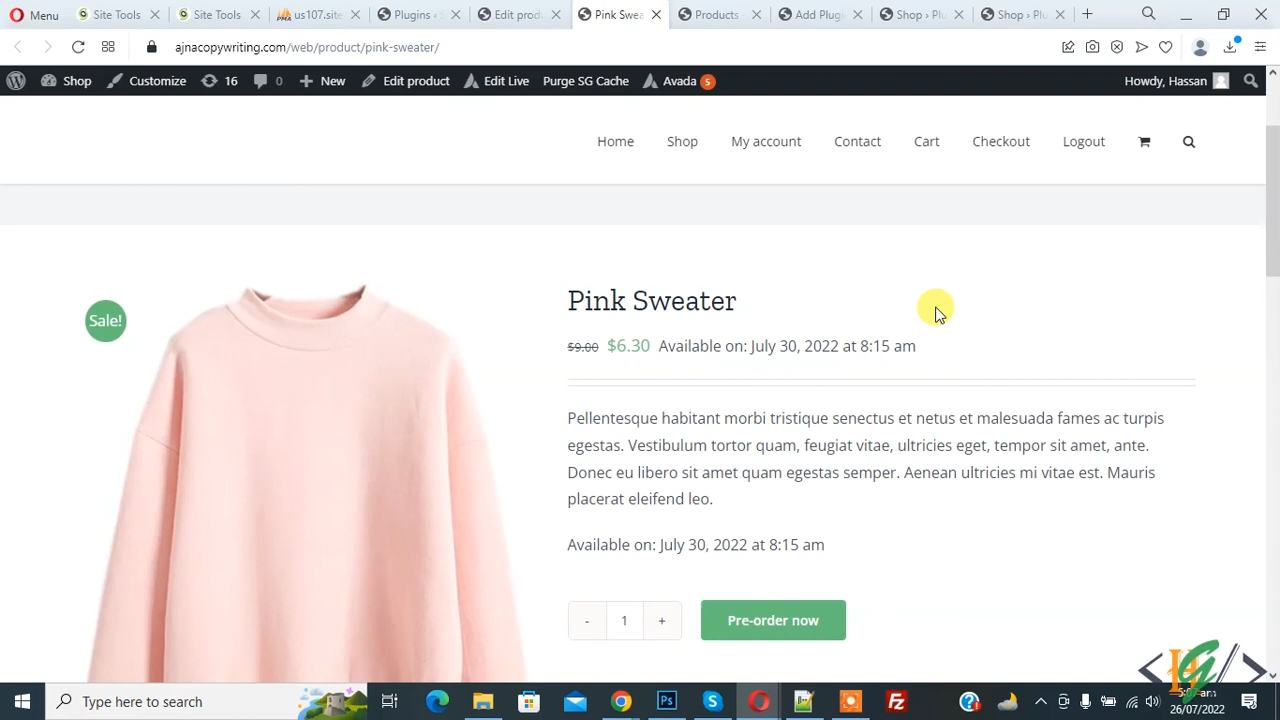 Menu
Site Tools
Site Tools
us107.site
Plugins < S
Edit prod
Pink Swea
Products
Add Plugi
Shop › Plu
Shop › Plu
ajnacopywriting.com/web/product/pink-sweater/
Shop
Customize
16
0
New
Edit product
Edit Live
Purge SG Cache
Avada
5
Howdy, Hassan
Home
Shop
My account
Contact
Cart
Checkout
Logout
Sale!
Pink Sweater
$9.00 $6.30 Available on: July 30, 2022 at 8:15 am
Pellentesque habitant morbi tristique senectus et netus et malesuada fames ac turpis
egestas. Vestibulum tortor quam, feugiat vitae, ultricies eget, tempor sit amet, ante.
Donec eu libero sit amet quam egestas semper. Aenean ultricies mi vitae est. Mauris
placerat eleifend leo.
Available on: July 30, 2022 at 8:15 am
- 1 +
Pre-order now
Type here to search
26/07/2022